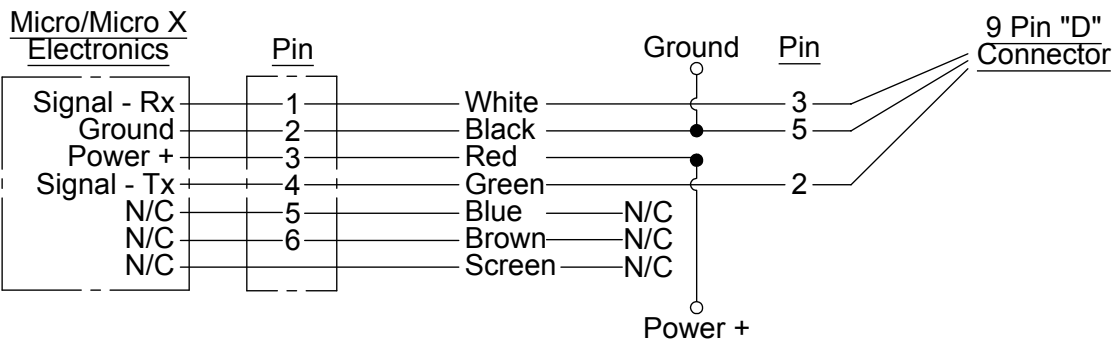 Micro/Micro X
Electronics
Pin
Ground
Pin
9 Pin "D"
Connector
Signal - Rx 1 White 3
Ground 2 Black 5
Power + 3 Red
Signal - Tx 4 Green 2
N/C 5 Blue N/C
N/C 6 Brown N/C
N/C Screen N/C
Power +